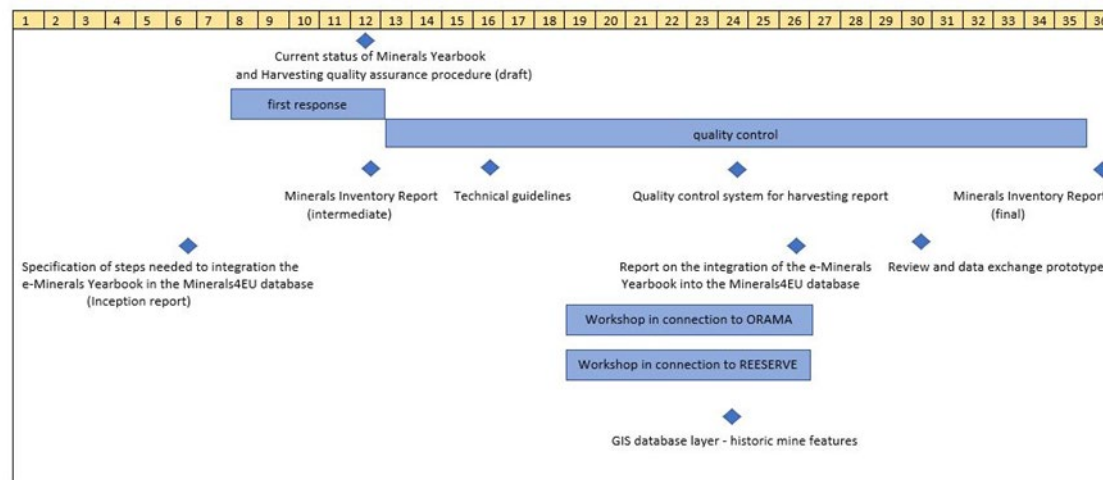 1 2 3 4 5 6 7 8 9 10 11 12 13 14 15 16 17 18 19 20 21 22 23 24 25 26 27 28 29 30 31 32 33 34 35 36
Current status of Minerals Yearbook
and Harvesting quality assurance procedure (draft)
first response
quality control
Minerals Inventory Report
(intermediate)
Technical guidelines
Quality control system for harvesting report
Minerals Inventory Report
(final)
Specification of steps needed to integration the
e-Minerals Yearbook in the Minerals4EU database
(Inception report)
Report on the integration of the e-Minerals
Yearbook into the Minerals4EU database
Review and data exchange prototype
Workshop in connection to ORAMA
Workshop in connection to REESERVE
GIS database layer - historic mine features